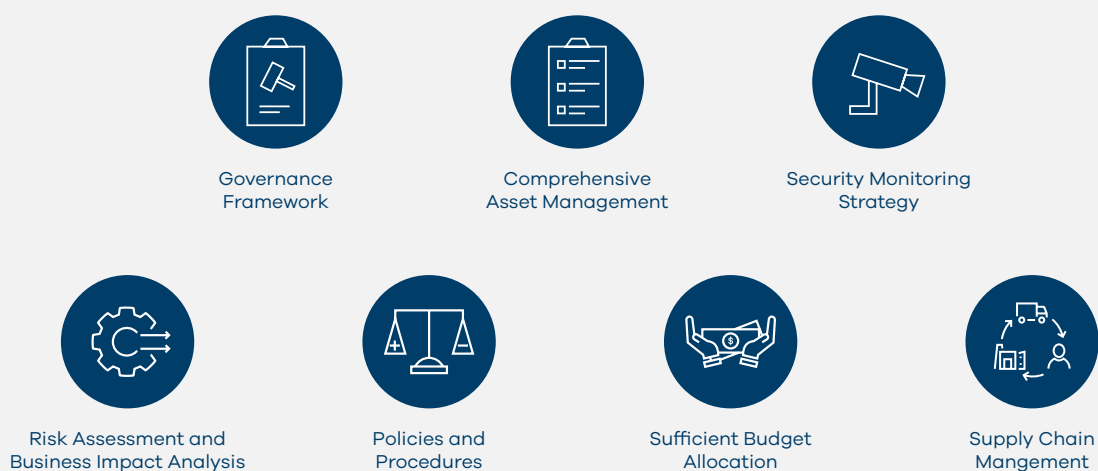 Governance
Framework
Comprehensive
Asset Management
Security Monitoring
Strategy
Risk Assessment and
Business Impact Analysis
Policies and
Procedures
Sufficient Budget
Allocation
Supply Chain
Mangement